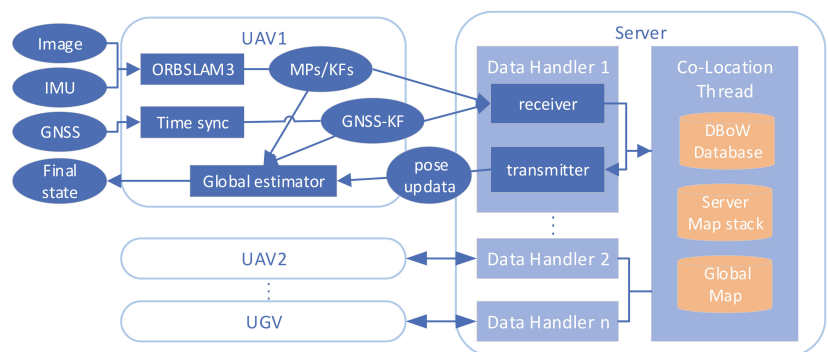 Image
IMU
GNSS
Final
state
UAV1
ORBSLAM3
MPs/KFs
Time sync
GNSS-KF
Global estimator
pose
updata
Server
Data Handler 1
receiver
transmitter
Co-Location
Thread
DBoW
Database
Server
Map stack
Global
Map
UAV2
Data Handler 2
UGV
Data Handler n